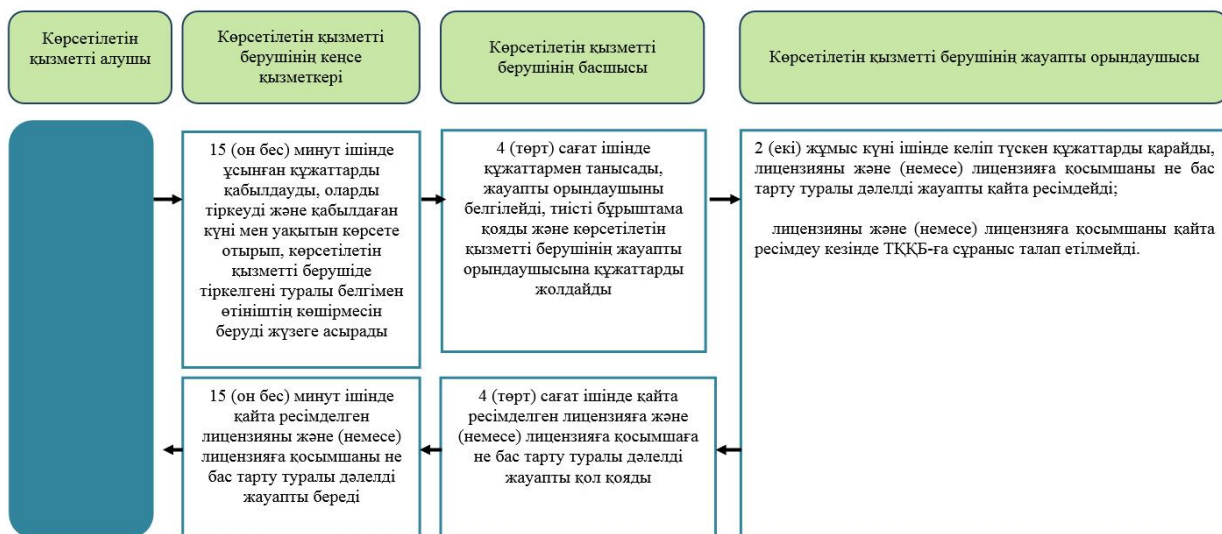 Көрсетілетін
қызметті алушы
Көрсетілетін қызметті
берушінің кеңсе
қызметкері
Көрсетілетін қызметті
берушінің басшысы
Көрсетілетін қызметті берушінің жауапты орындаушысы
15 (он бес) минут ішінде
ұсынған құжаттарды
қабылдауды, оларды
тіркеуді және қабылдаған
күні мен уақытын көрсете
отырып, көрсетілетін
қызметті берушіде
тіркелгені туралы белгімен
өтініштің көшірмесін
беруді жүзеге асырады
4 (төрт) сағат ішінде
құжаттармен танысады,
жауапты орындаушыны
белгілейді, тиісті бұрыштама
қояды және көрсетілетін
қызметті берушінің жауапты
орындаушысына құжаттарды
жолдайды
2 (екі) жұмыс күні ішінде келіп түскен құжаттарды қарайды,
лицензияны және (немесе) лицензияға қосымшаны не бас
тарту туралы дәлелді жауапты қайта ресімдейді;
лицензияны және (немесе) лицензияға қосымшаны қайта
ресімдеу кезінде ТҚҚБ-ға сұраныс талап етілмейді.
15 (он бес) минут ішінде
қайта ресімделген
лицензияны және (немесе)
лицензияға қосымшаны не
бас тарту туралы дәлелді
жауапты береді
4 (төрт) сағат ішінде қайта
ресімделген лицензияға және
(немесе) лицензияға қосымшаға
не бас тарту туралы дәлелді
жауапты қол қояды